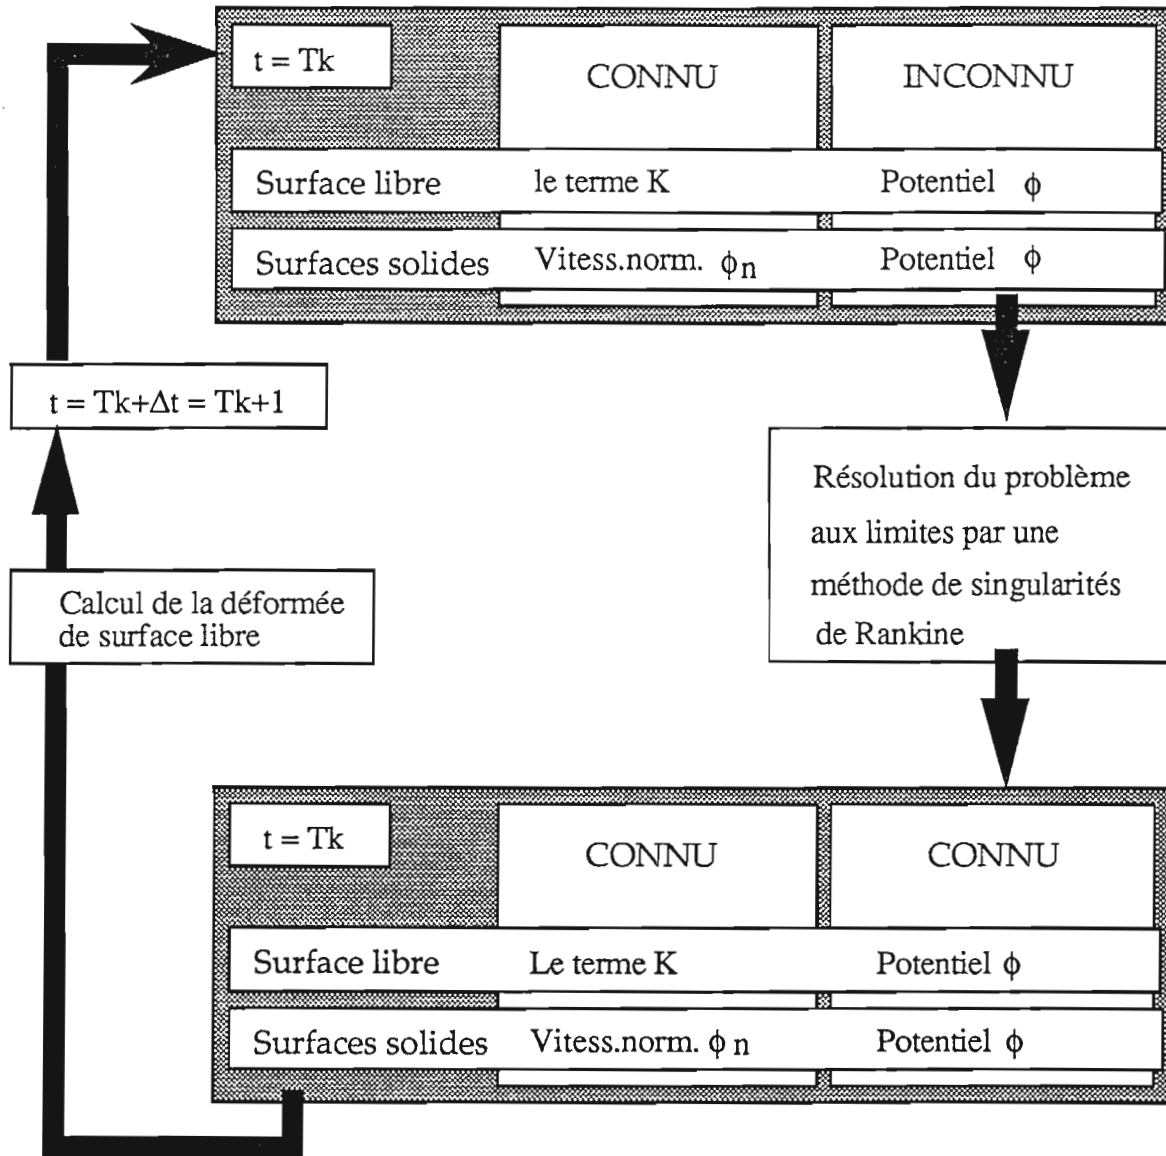 t = Tk
CONNU
INCONNU
Surface libre le terme K Potentiel ϕ
Surfaces solides Vitess.norm. ϕn Potentiel ϕ
t = Tk+Δt = Tk+1
Résolution du problème
aux limites par une
méthode de singularités
de Rankine
Calcul de la déformée
de surface libre
t = Tk
CONNU
CONNU
Surface libre Le terme K Potentiel ϕ
Surfaces solides Vitess.norm. ϕn Potentiel ϕ